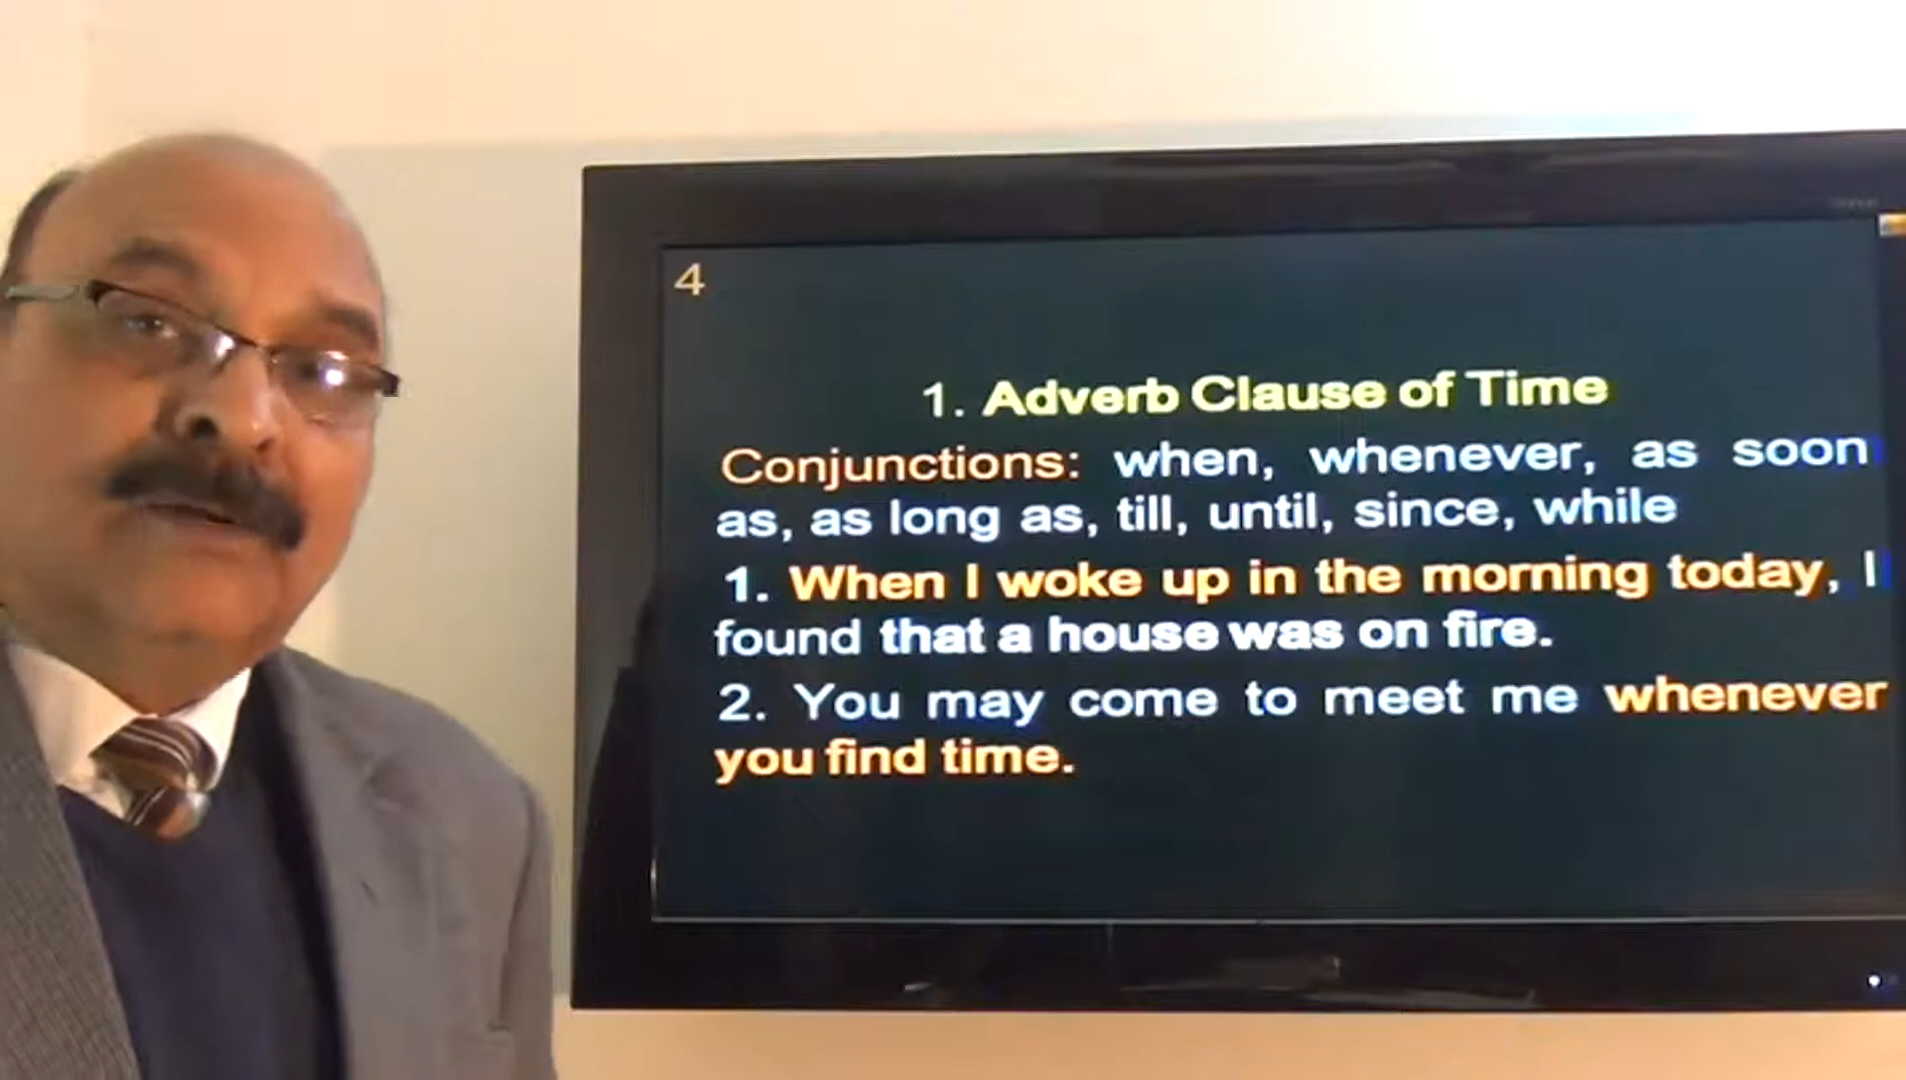 4
1. Adverb Clause of Time
Conjunctions: when, whenever, as soon
as, as long as, till, until, since, while
1. When I woke up in the morning today, I
found that a house was on fire.
2. You may come to meet me whenever
you find time.